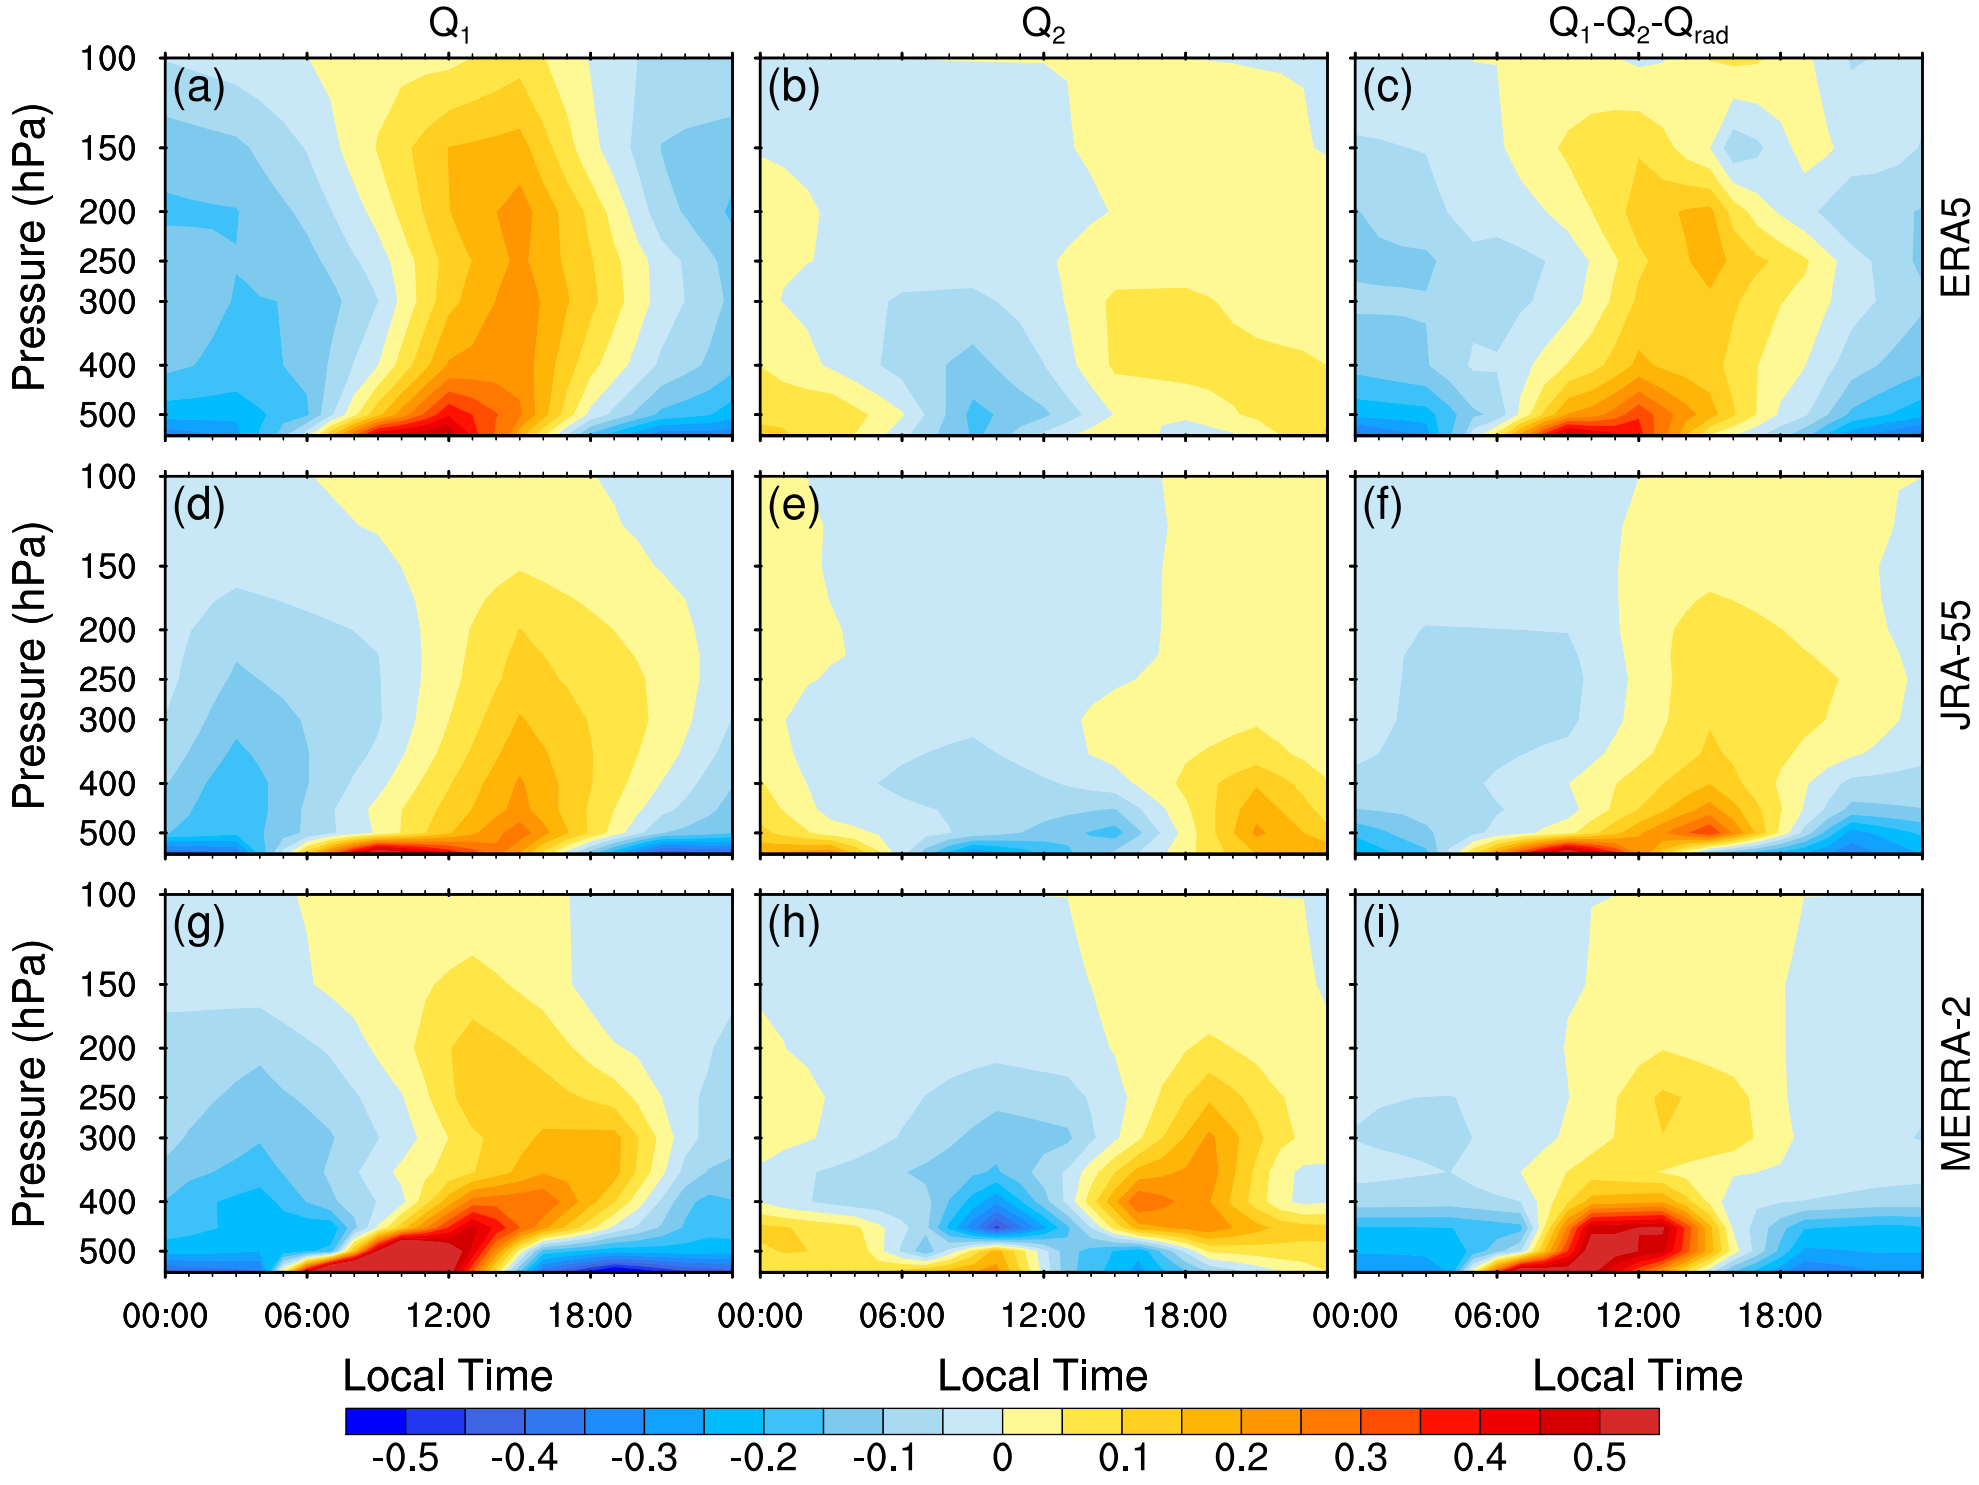 Q1 Q2 Q1-Q2-Qrad
(a) (b) (c)
Pressure (hPa)
100
150
200
250
300
400
500
ERA5
(d) (e) (f)
Pressure (hPa)
100
150
200
250
300
400
500
JRA-55
(g) (h) (i)
Pressure (hPa)
100
150
200
250
300
400
500
MERRA-2
00:00 06:00 12:00 18:00 00:00 06:00 12:00 18:00 00:00 06:00 12:00 18:00
Local Time Local Time Local Time
-0.5 -0.4 -0.3 -0.2 -0.1 0 0.1 0.2 0.3 0.4 0.5